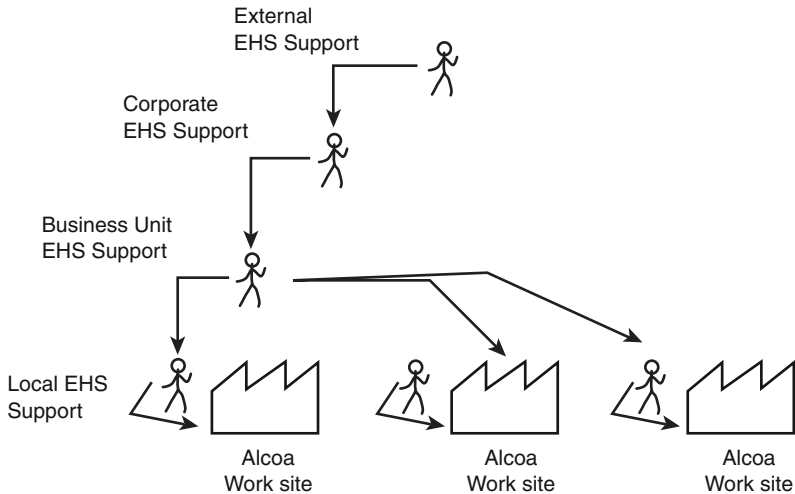 External
EHS Support
Corporate
EHS Support
Business Unit
EHS Support
Local EHS
Support
Alcoa
Work site
Alcoa
Work site
Alcoa
Work site